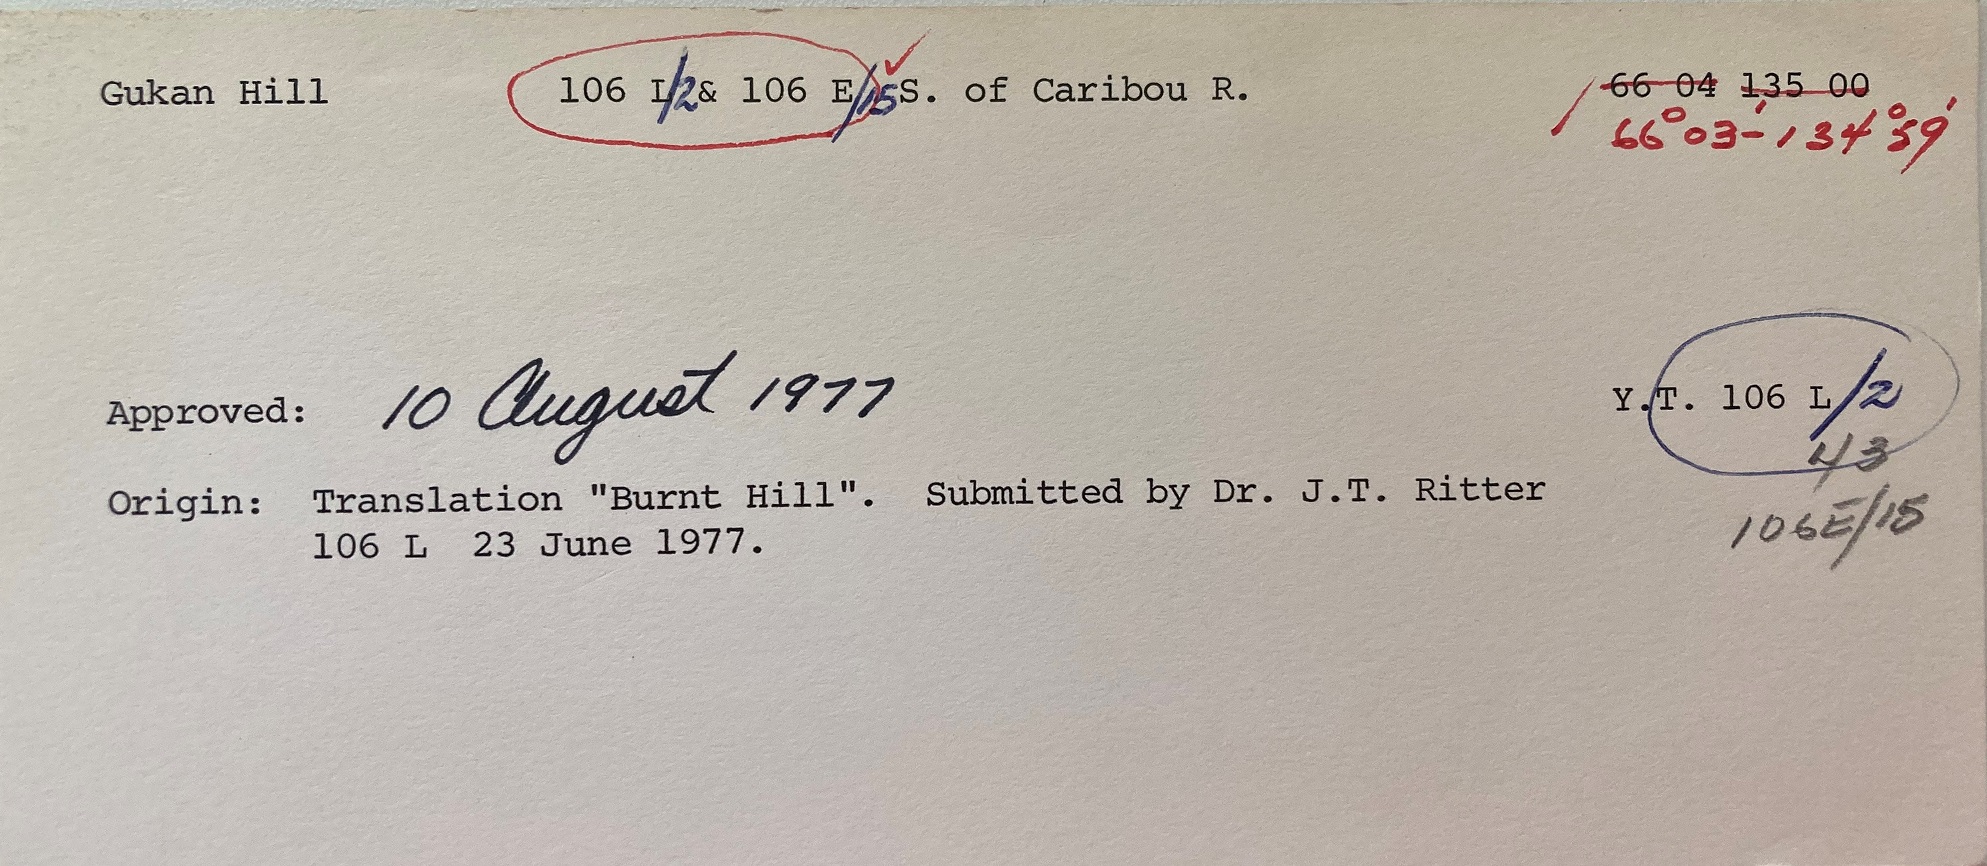 Gukan Hill 106 L/2 & 106 E/15 S. of Caribou R. 66 04 135 00
66°03'-134°59'
Approved: 10 August 1977 Y.T. 106 L/2
43
Origin: Translation "Burnt Hill". Submitted by Dr. J.T. Ritter
106E/15
106 L 23 June 1977.